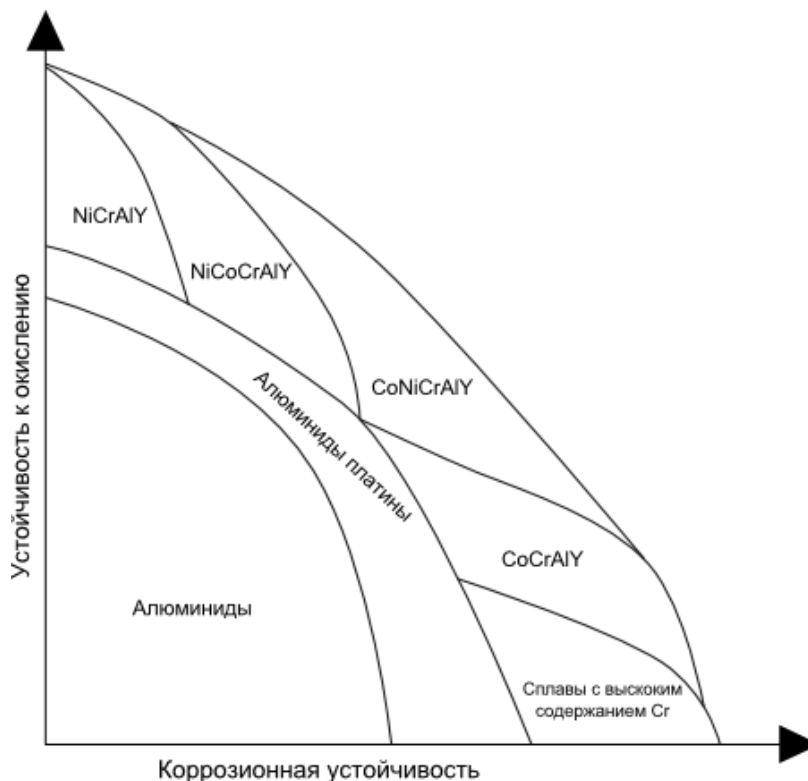 Устойчивость к окислению
NiCrAlY
NiCoCrAlY
CoNiCrAlY
Алюминиды платины
CoCrAlY
Алюминиды
Сплавы с выскоким
содержанием Cr
Коррозионная устойчивость